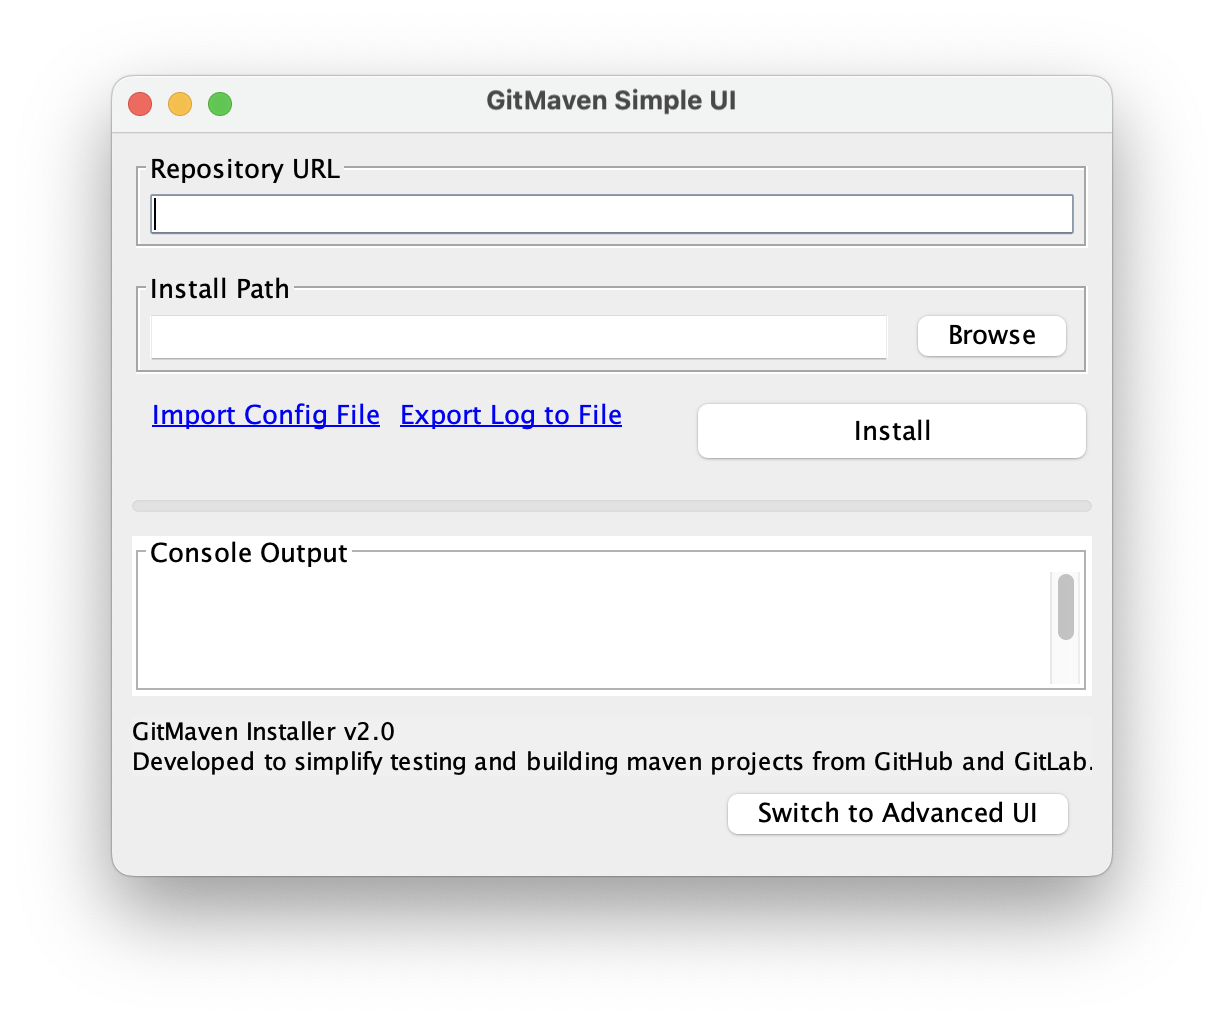 GitMaven Simple UI
Repository URL
Install Path
Browse
Import Config File Export Log to File
Install
Console Output
GitMaven Installer v2.0
Developed to simplify testing and building maven projects from GitHub and GitLab.
Switch to Advanced UI